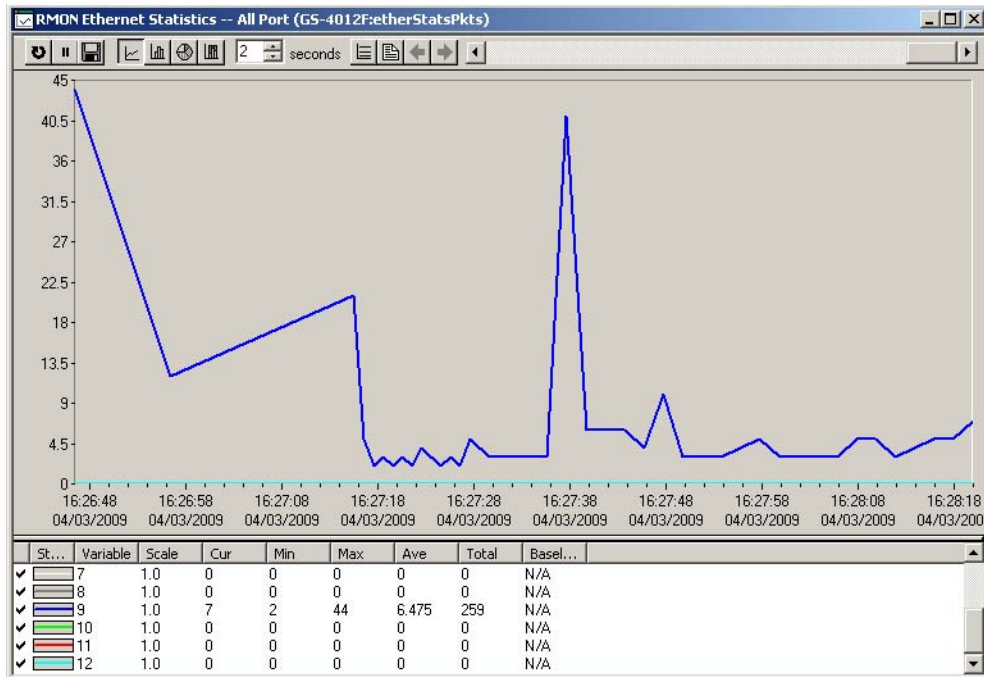 RMON Ethernet Statistics -- All Port (GS-4012F:etherStatsPkts)
2 seconds
45
40.5
36
31.5
27
22.5
18
13.5
9
4.5
0
16:26:48 16:26:58 16:27:08 16:27:18 16:27:28 16:27:38 16:27:48 16:27:58 16:28:08 16:28:18
04/03/2009 04/03/2009 04/03/2009 04/03/2009 04/03/2009 04/03/2009 04/03/2009 04/03/2009 04/03/2009 04/03/200
St... Variable Scale Cur Min Max Ave Total Basel...
7 1.0 0 0 0 0 0 N/A
8 1.0 0 0 0 0 0 N/A
9 1.0 7 2 44 6.475 259 N/A
10 1.0 0 0 0 0 0 N/A
11 1.0 0 0 0 0 0 N/A
12 1.0 0 0 0 0 0 N/A